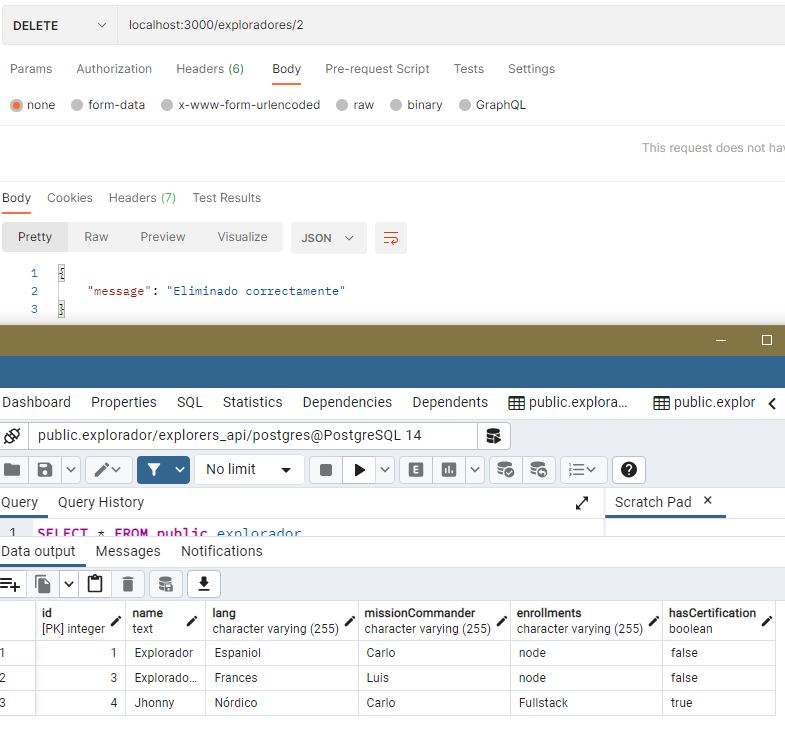 DELETE localhost:3000/exploradores/2
Params Authorization Headers (6) Body Pre-request Script Tests Settings
none form-data x-www-form-urlencoded raw binary GraphQL
This request does not hav
Body Cookies Headers (7) Test Results
Pretty Raw Preview Visualize JSON
1 {
2 "message": "Eliminado correctamente"
3 }
Dashboard Properties SQL Statistics Dependencies Dependents public.explora... public.explor
public.explorador/explorers_api/postgres@PostgreSQL 14
No limit E
Query Query History Scratch Pad
1 SELECT * FROM public.explorador
Data output Messages Notifications
id name lang missionCommander enrollments hasCertification
[PK] integer text character varying (255) character varying (255) character varying (255) boolean
1 1 Explorador Espaniol Carlo node false
2 3 Explorado... Frances Luis node false
3 4 Jhonny Nórdico Carlo Fullstack true